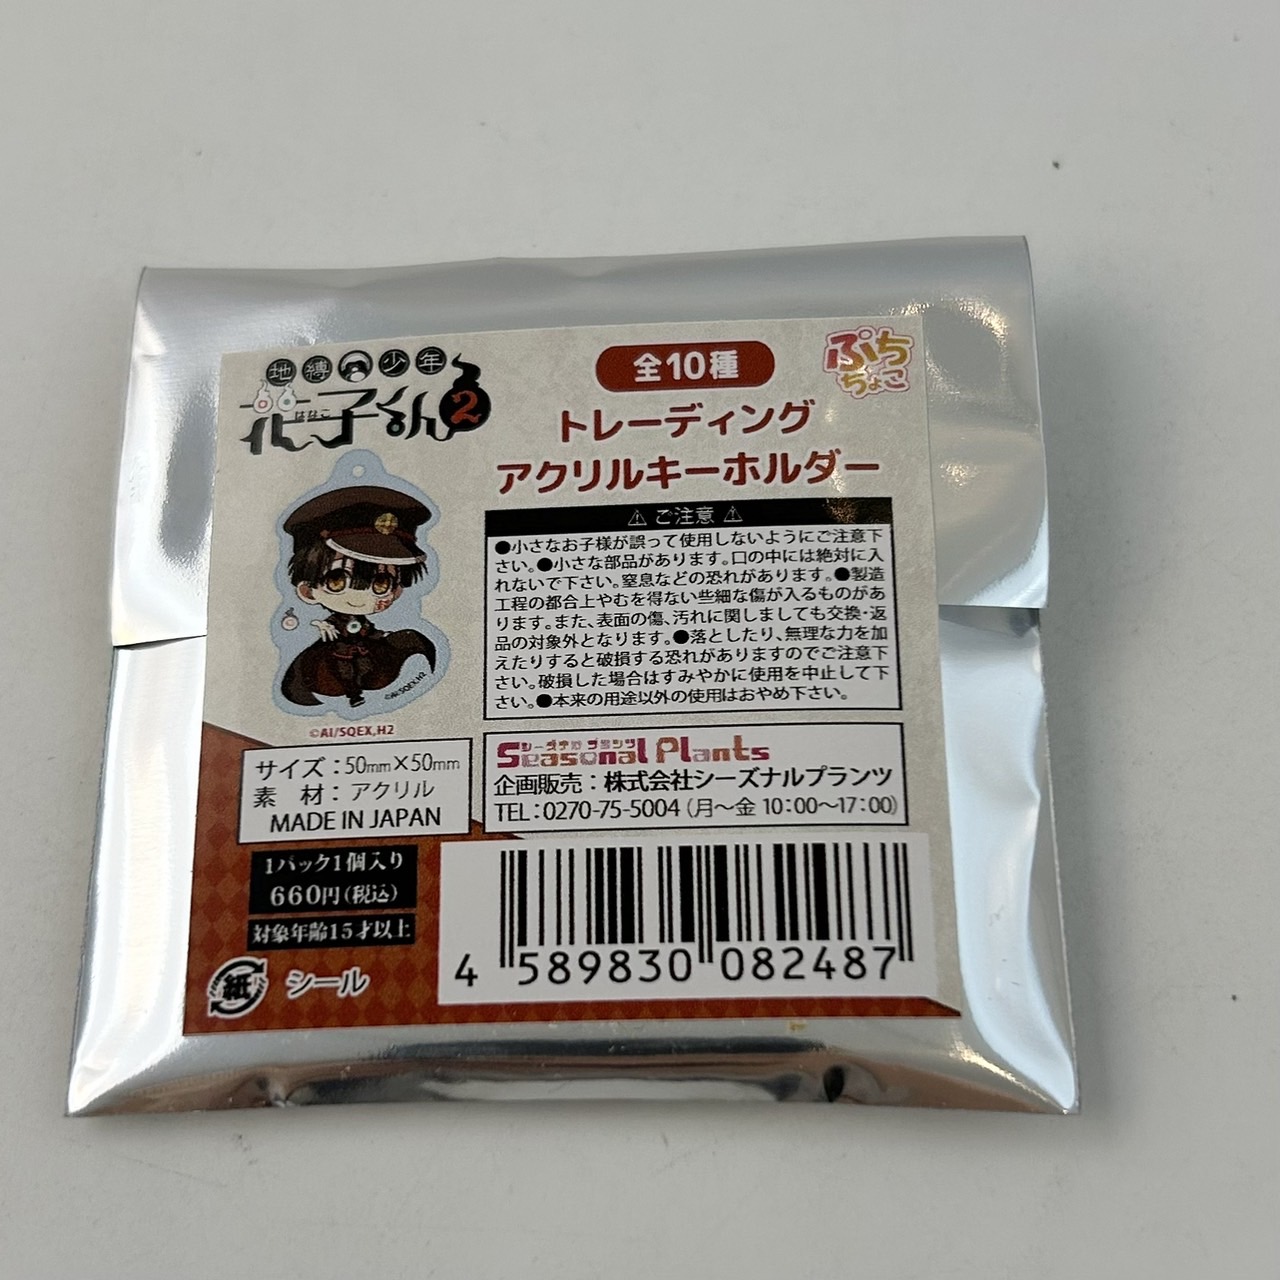 地縛少年
花子くん2
はなこ
全10種
ぷち
ちょこ
トレーディング
アクリルキーホルダー
⚠ ご注意 ⚠
●小さなお子様が誤って使用しないようにご注意下
さい。●小さな部品があります。口の中には絶対に入
れないで下さい。窒息などの恐れがあります。●製造
工程の都合上やむを得ない些細な傷が入るものがあ
ります。また、表面の傷、汚れに関しましても交換・返
品の対象外となります。●落としたり、無理な力を加
えたりすると破損する恐れがありますのでご注意下
さい。破損した場合はすみやかに使用を中止して下
さい。●本来の用途以外の使用はおやめ下さい。
©AI/SQEX,H2
©AI/SQEX,H2
サイズ：50mm×50mm
素　材：アクリル
MADE IN JAPAN
シーズナル プランツ
Seasonal Plants
企画販売：株式会社シーズナルプランツ
TEL：0270-75-5004（月～金 10：00～17：00）
1パック1個入り
660円（税込）
対象年齢15才以上
紙 シール
4 589830 082487